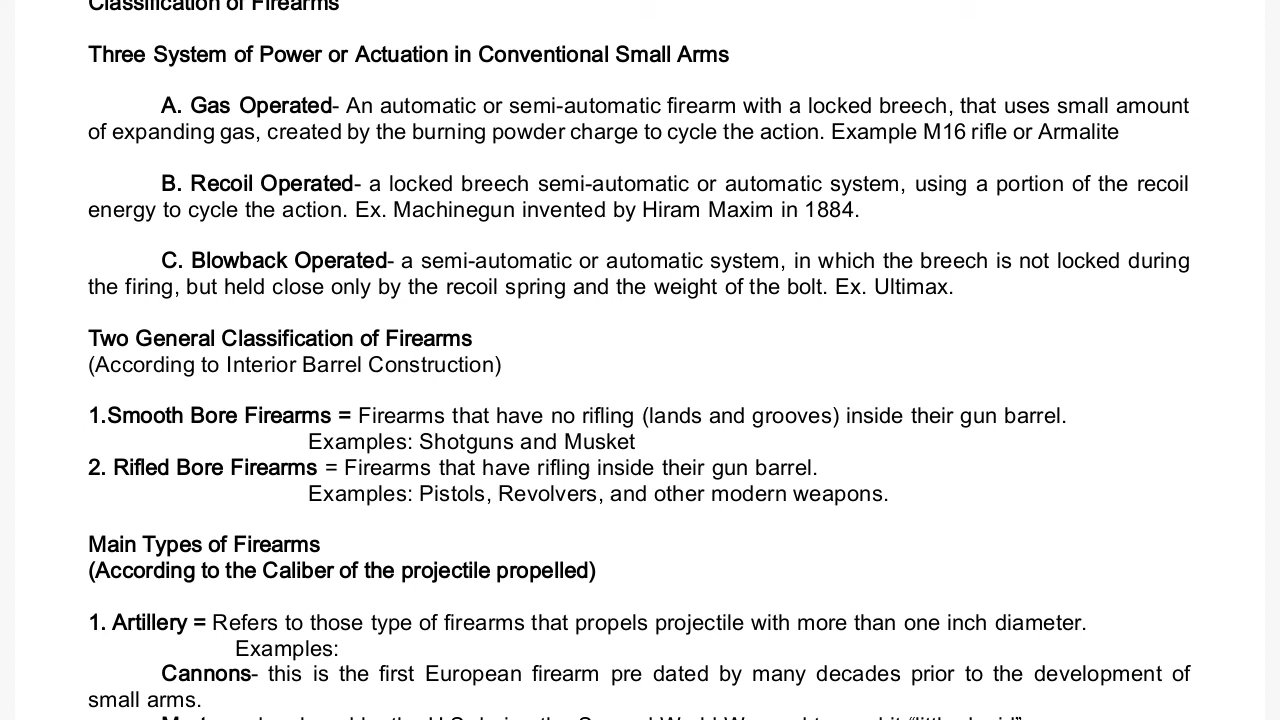 Classification of Firearms
Three System of Power or Actuation in Conventional Small Arms
A. Gas Operated- An automatic or semi-automatic firearm with a locked breech, that uses small amount
of expanding gas, created by the burning powder charge to cycle the action. Example M16 rifle or Armalite
B. Recoil Operated- a locked breech semi-automatic or automatic system, using a portion of the recoil
energy to cycle the action. Ex. Machinegun invented by Hiram Maxim in 1884.
C. Blowback Operated- a semi-automatic or automatic system, in which the breech is not locked during
the firing, but held close only by the recoil spring and the weight of the bolt. Ex. Ultimax.
Two General Classification of Firearms
(According to Interior Barrel Construction)
1.Smooth Bore Firearms = Firearms that have no rifling (lands and grooves) inside their gun barrel.
Examples: Shotguns and Musket
2. Rifled Bore Firearms = Firearms that have rifling inside their gun barrel.
Examples: Pistols, Revolvers, and other modern weapons.
Main Types of Firearms
(According to the Caliber of the projectile propelled)
1. Artillery = Refers to those type of firearms that propels projectile with more than one inch diameter.
Examples:
Cannons- this is the first European firearm pre dated by many decades prior to the development of
small arms.